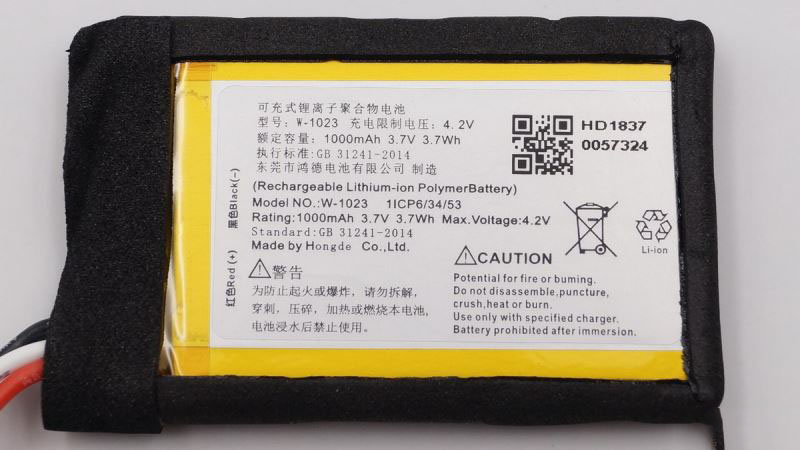 可充式锂离子聚合物电池
型号: W-1023 充电限制电压: 4.2V
额定容量: 1000mAh 3.7V 3.7Wh
执行标准:GB 31241-2014
东莞市鸿德电池有限公司 制造
HD1837
0057324
(Rechargeable Lithium-ion PolymerBattery)
Model NO.:W-1023 1ICP6/34/53
Rating:1000mAh 3.7V 3.7Wh Max.Voltage:4.2V
Standard:GB 31241-2014
Made by Hongde Co.,Ltd.
黑色Black(-)
红色Red (+)
警告
为防止起火或爆炸, 请勿拆解,
穿刺, 压碎, 加热或燃烧本电池,
电池浸水后禁止使用。
CAUTION
Potential for fire or buming.
Do not disassemble,puncture,
crush,heat or burn.
Use only with specified charger.
Battery prohibited after immersion.
Li-ion